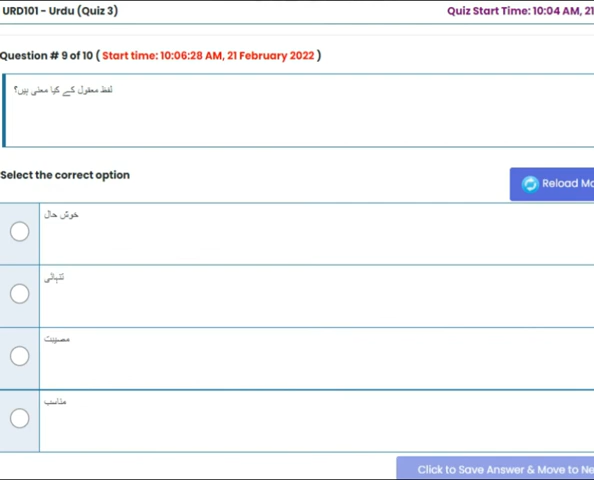 URD101 - Urdu (Quiz 3)
Quiz Start Time: 10:04 AM, 21
Question # 9 of 10 ( Start time: 10:06:28 AM, 21 February 2022 )
لفظ معقول کے کیا معنی ہیں؟
Select the correct option
Reload
خوش حال
تنہائی
مصیبت
مناسب
Click to Save Answer & Move to